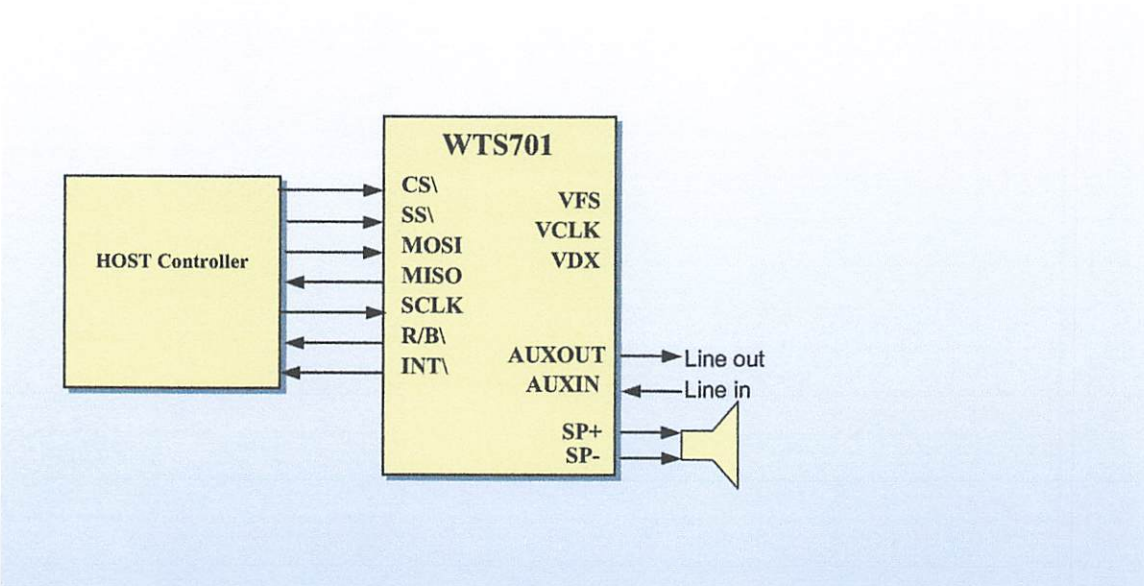 WTS701
HOST Controller
CS\
SS\
MOSI
MISO
SCLK
R/B\
INT\
VFS
VCLK
VDX
AUXOUT
AUXIN
SP+
SP-
Line out
Line in